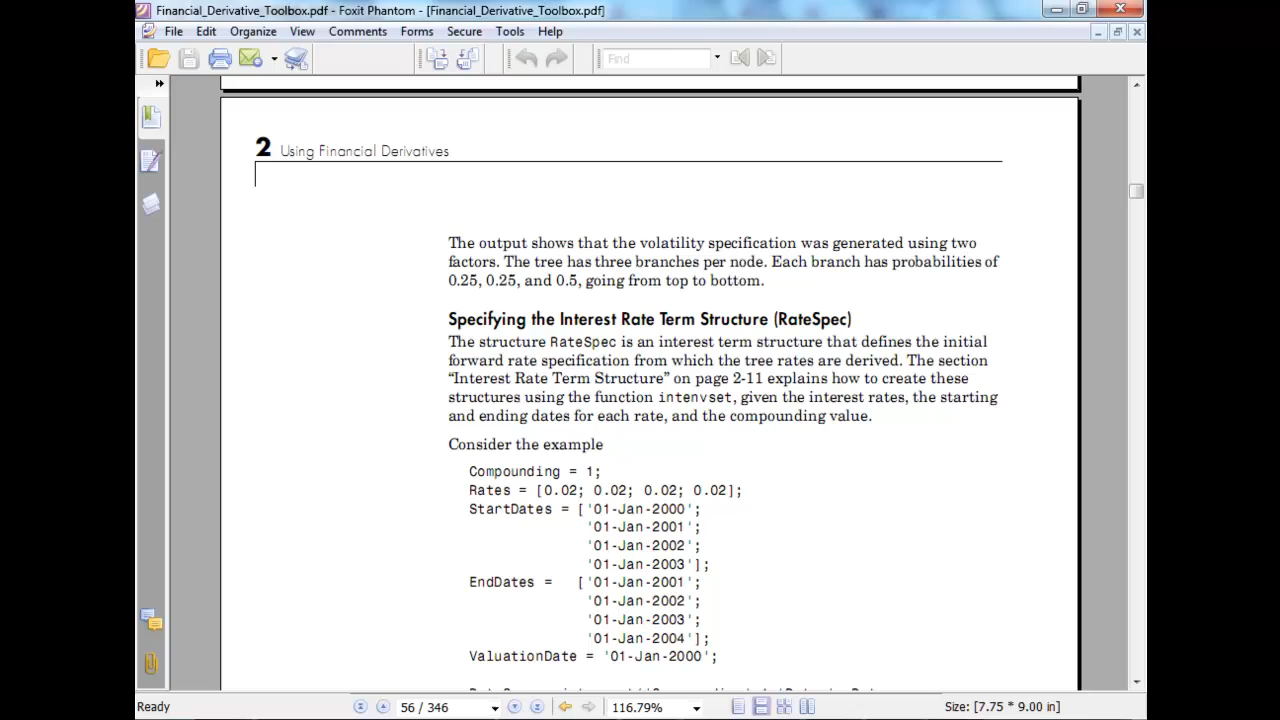 Financial_Derivative_Toolbox.pdf - Foxit Phantom - [Financial_Derivative_Toolbox.pdf]
File Edit Organize View Comments Forms Secure Tools Help
Find
2 Using Financial Derivatives
The output shows that the volatility specification was generated using two
factors. The tree has three branches per node. Each branch has probabilities of
0.25, 0.25, and 0.5, going from top to bottom.
Specifying the Interest Rate Term Structure (RateSpec)
The structure RateSpec is an interest term structure that defines the initial
forward rate specification from which the tree rates are derived. The section
“Interest Rate Term Structure” on page 2-11 explains how to create these
structures using the function intenvset, given the interest rates, the starting
and ending dates for each rate, and the compounding value.
Consider the example
Compounding = 1;
Rates = [0.02; 0.02; 0.02; 0.02];
StartDates = ['01-Jan-2000';
'01-Jan-2001';
'01-Jan-2002';
'01-Jan-2003'];
EndDates = ['01-Jan-2001';
'01-Jan-2002';
'01-Jan-2003';
'01-Jan-2004'];
ValuationDate = '01-Jan-2000';
Ready 56 / 346 116.79% Size: [7.75 * 9.00 in]